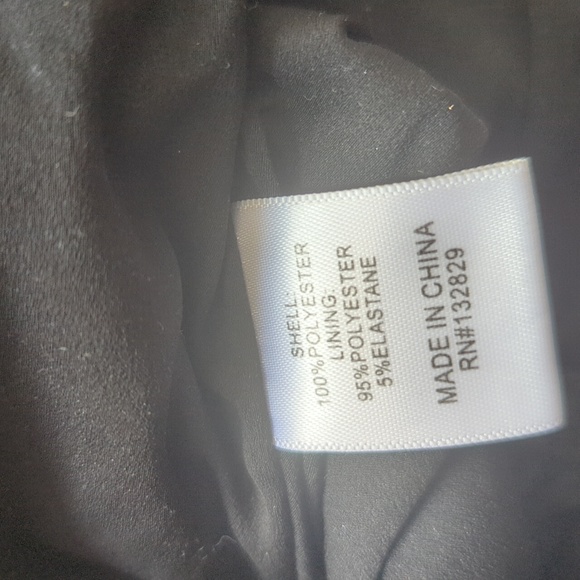 SHELL:
100%POLYESTER
LINING:
95%POLYESTER
5%ELASTANE
MADE IN CHINA
RN#132829